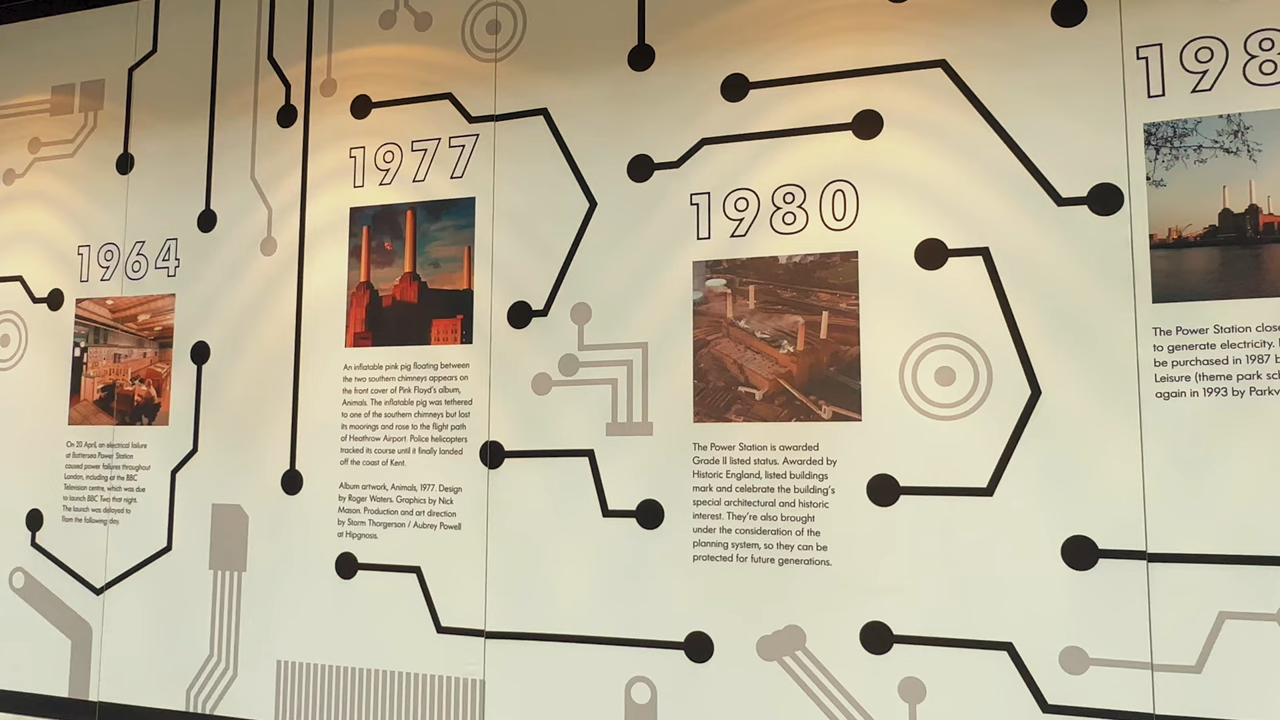 1964
On 20 April, an electrical failure
at Battersea Power Station
caused power failures throughout
London, including at the BBC
Television centre, which was due
to launch BBC Two that night.
The launch was delayed to
11am the following day.
1977
An inflatable pink pig floating between
the two southern chimneys appears on
the front cover of Pink Floyd's album,
Animals. The inflatable pig was tethered
to one of the southern chimneys but lost
its moorings and rose to the flight path
of Heathrow Airport. Police helicopters
tracked its course until it finally landed
off the coast of Kent.
Album artwork, Animals, 1977. Design
by Roger Waters. Graphics by Nick
Mason. Production and art direction
by Storm Thorgerson / Aubrey Powell
at Hipgnosis.
1980
The Power Station is awarded
Grade II listed status. Awarded by
Historic England, listed buildings
mark and celebrate the building's
special architectural and historic
interest. They're also brought
under the consideration of the
planning system, so they can be
protected for future generations.
198
The Power Station close
to generate electricity.
be purchased in 1987 b
Leisure (theme park sc
again in 1993 by Parkv